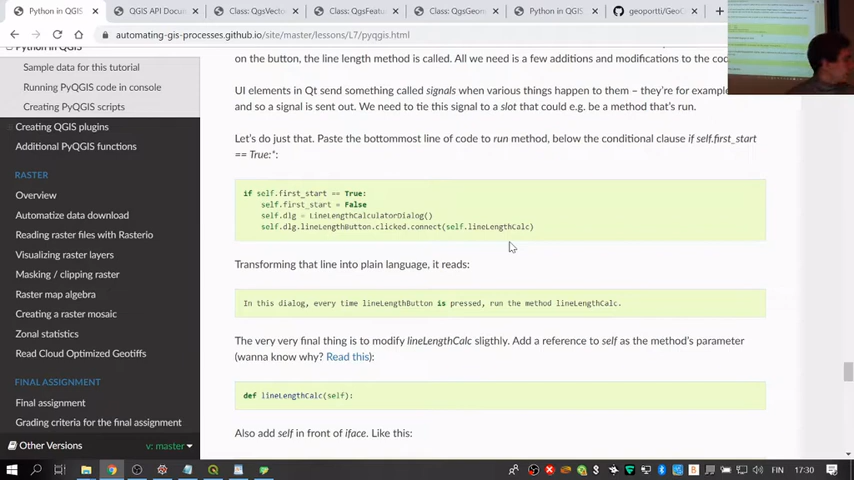 Python in QGIS
QGIS API Docu
Class: QgsVecto
Class: QgsFeat
Class: QgsGeom
Python in QGIS
geoportti/GeoC
automating-gis-processes.github.io/site/master/lessons/L7/pyqgis.html
Python in QGIS
Sample data for this tutorial
Running PyQGIS code in console
Creating PyQGIS scripts
Creating QGIS plugins
Additional PyQGIS functions
RASTER
Overview
Automatize data download
Reading raster files with Rasterio
Visualizing raster layers
Masking / clipping raster
Raster map algebra
Creating a raster mosaic
Zonal statistics
Read Cloud Optimized Geotiffs
FINAL ASSIGNMENT
Final assignment
Grading criteria for the final assignment
Other Versions
v: master
on the button, the line length method is called. All we need is a few additions and modifications to the cod
UI elements in Qt send something called signals when various things happen to them – they're for example
and so a signal is sent out. We need to tie this signal to a slot that could e.g. be a method that's run.
Let's do just that. Paste the bottommost line of code to run method, below the conditional clause if self.first_start
== True:*:
if self.first_start == True:
self.first_start = False
self.dlg = LineLengthCalculatorDialog()
self.dlg.lineLengthButton.clicked.connect(self.lineLengthCalc)
Transforming that line into plain language, it reads:
In this dialog, every time lineLengthButton is pressed, run the method lineLengthCalc.
The very very final thing is to modify lineLengthCalc sligthly. Add a reference to self as the method's parameter
(wanna know why? Read this):
def lineLengthCalc(self):
Also add self in front of iface. Like this:
FIN
17:30